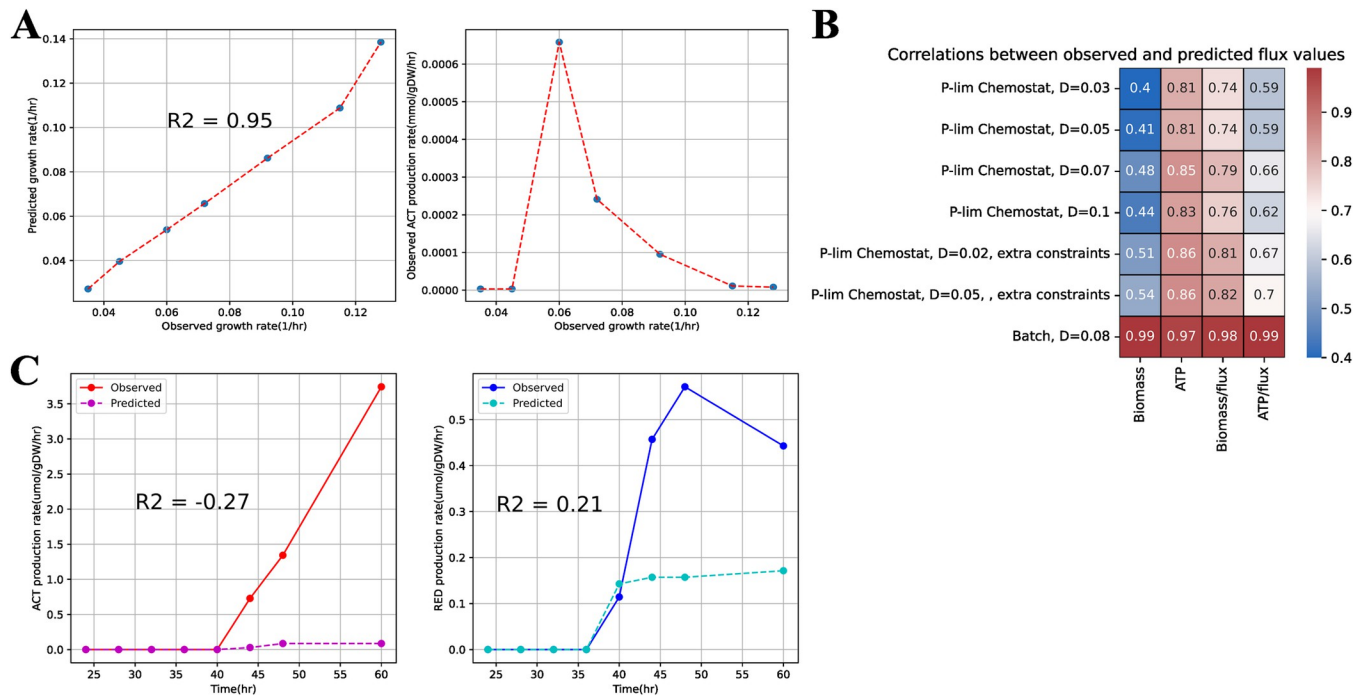 A
Predicted growth rate(1/hr)
0.14
0.12
0.10
0.08
0.06
0.04
R2 = 0.95
0.04 0.06 0.08 0.10 0.12
Observed growth rate(1/hr)
Observed ACT production rate(mmol/gDW/hr)
0.0006
0.0005
0.0004
0.0003
0.0002
0.0001
0.0000
0.04 0.06 0.08 0.10 0.12
Observed growth rate(1/hr)
B
Correlations between observed and predicted flux values
P-lim Chemostat, D=0.03 0.4 0.81 0.74 0.59
P-lim Chemostat, D=0.05 0.41 0.81 0.74 0.59
P-lim Chemostat, D=0.07 0.48 0.85 0.79 0.66
P-lim Chemostat, D=0.1 0.44 0.83 0.76 0.62
P-lim Chemostat, D=0.02, extra constraints 0.51 0.86 0.81 0.67
P-lim Chemostat, D=0.05, , extra constraints 0.54 0.86 0.82 0.7
Batch, D=0.08 0.99 0.97 0.98 0.99
Biomass
ATP
Biomass/flux
ATP/flux
0.9
0.8
0.7
0.6
0.5
0.4
C
ACT production rate(umol/gDW/hr)
3.5
3.0
2.5
2.0
1.5
1.0
0.5
0.0
Observed
Predicted
R2 = -0.27
25 30 35 40 45 50 55 60
Time(hr)
RED production rate(umol/gDW/hr)
0.5
0.4
0.3
0.2
0.1
0.0
Observed
Predicted
R2 = 0.21
25 30 35 40 45 50 55 60
Time(hr)